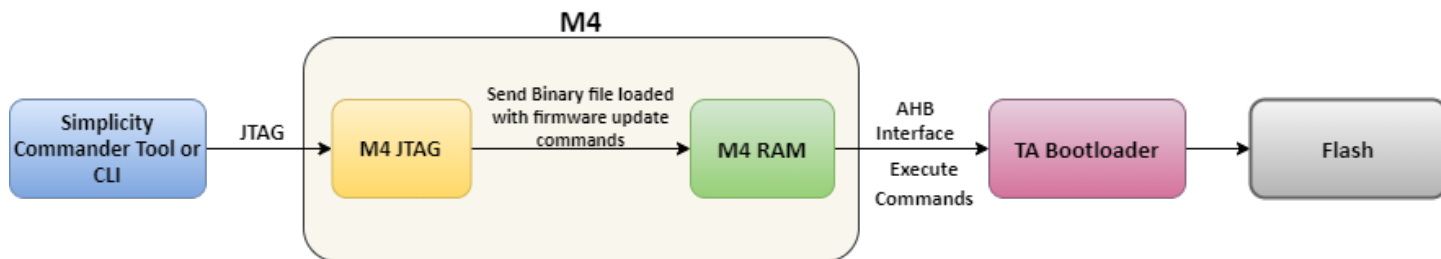 M4
Simplicity
Commander Tool or
CLI
JTAG
M4 JTAG
Send Binary file loaded
with firmware update
commands
M4 RAM
AHB
Interface
Execute
Commands
TA Bootloader
Flash